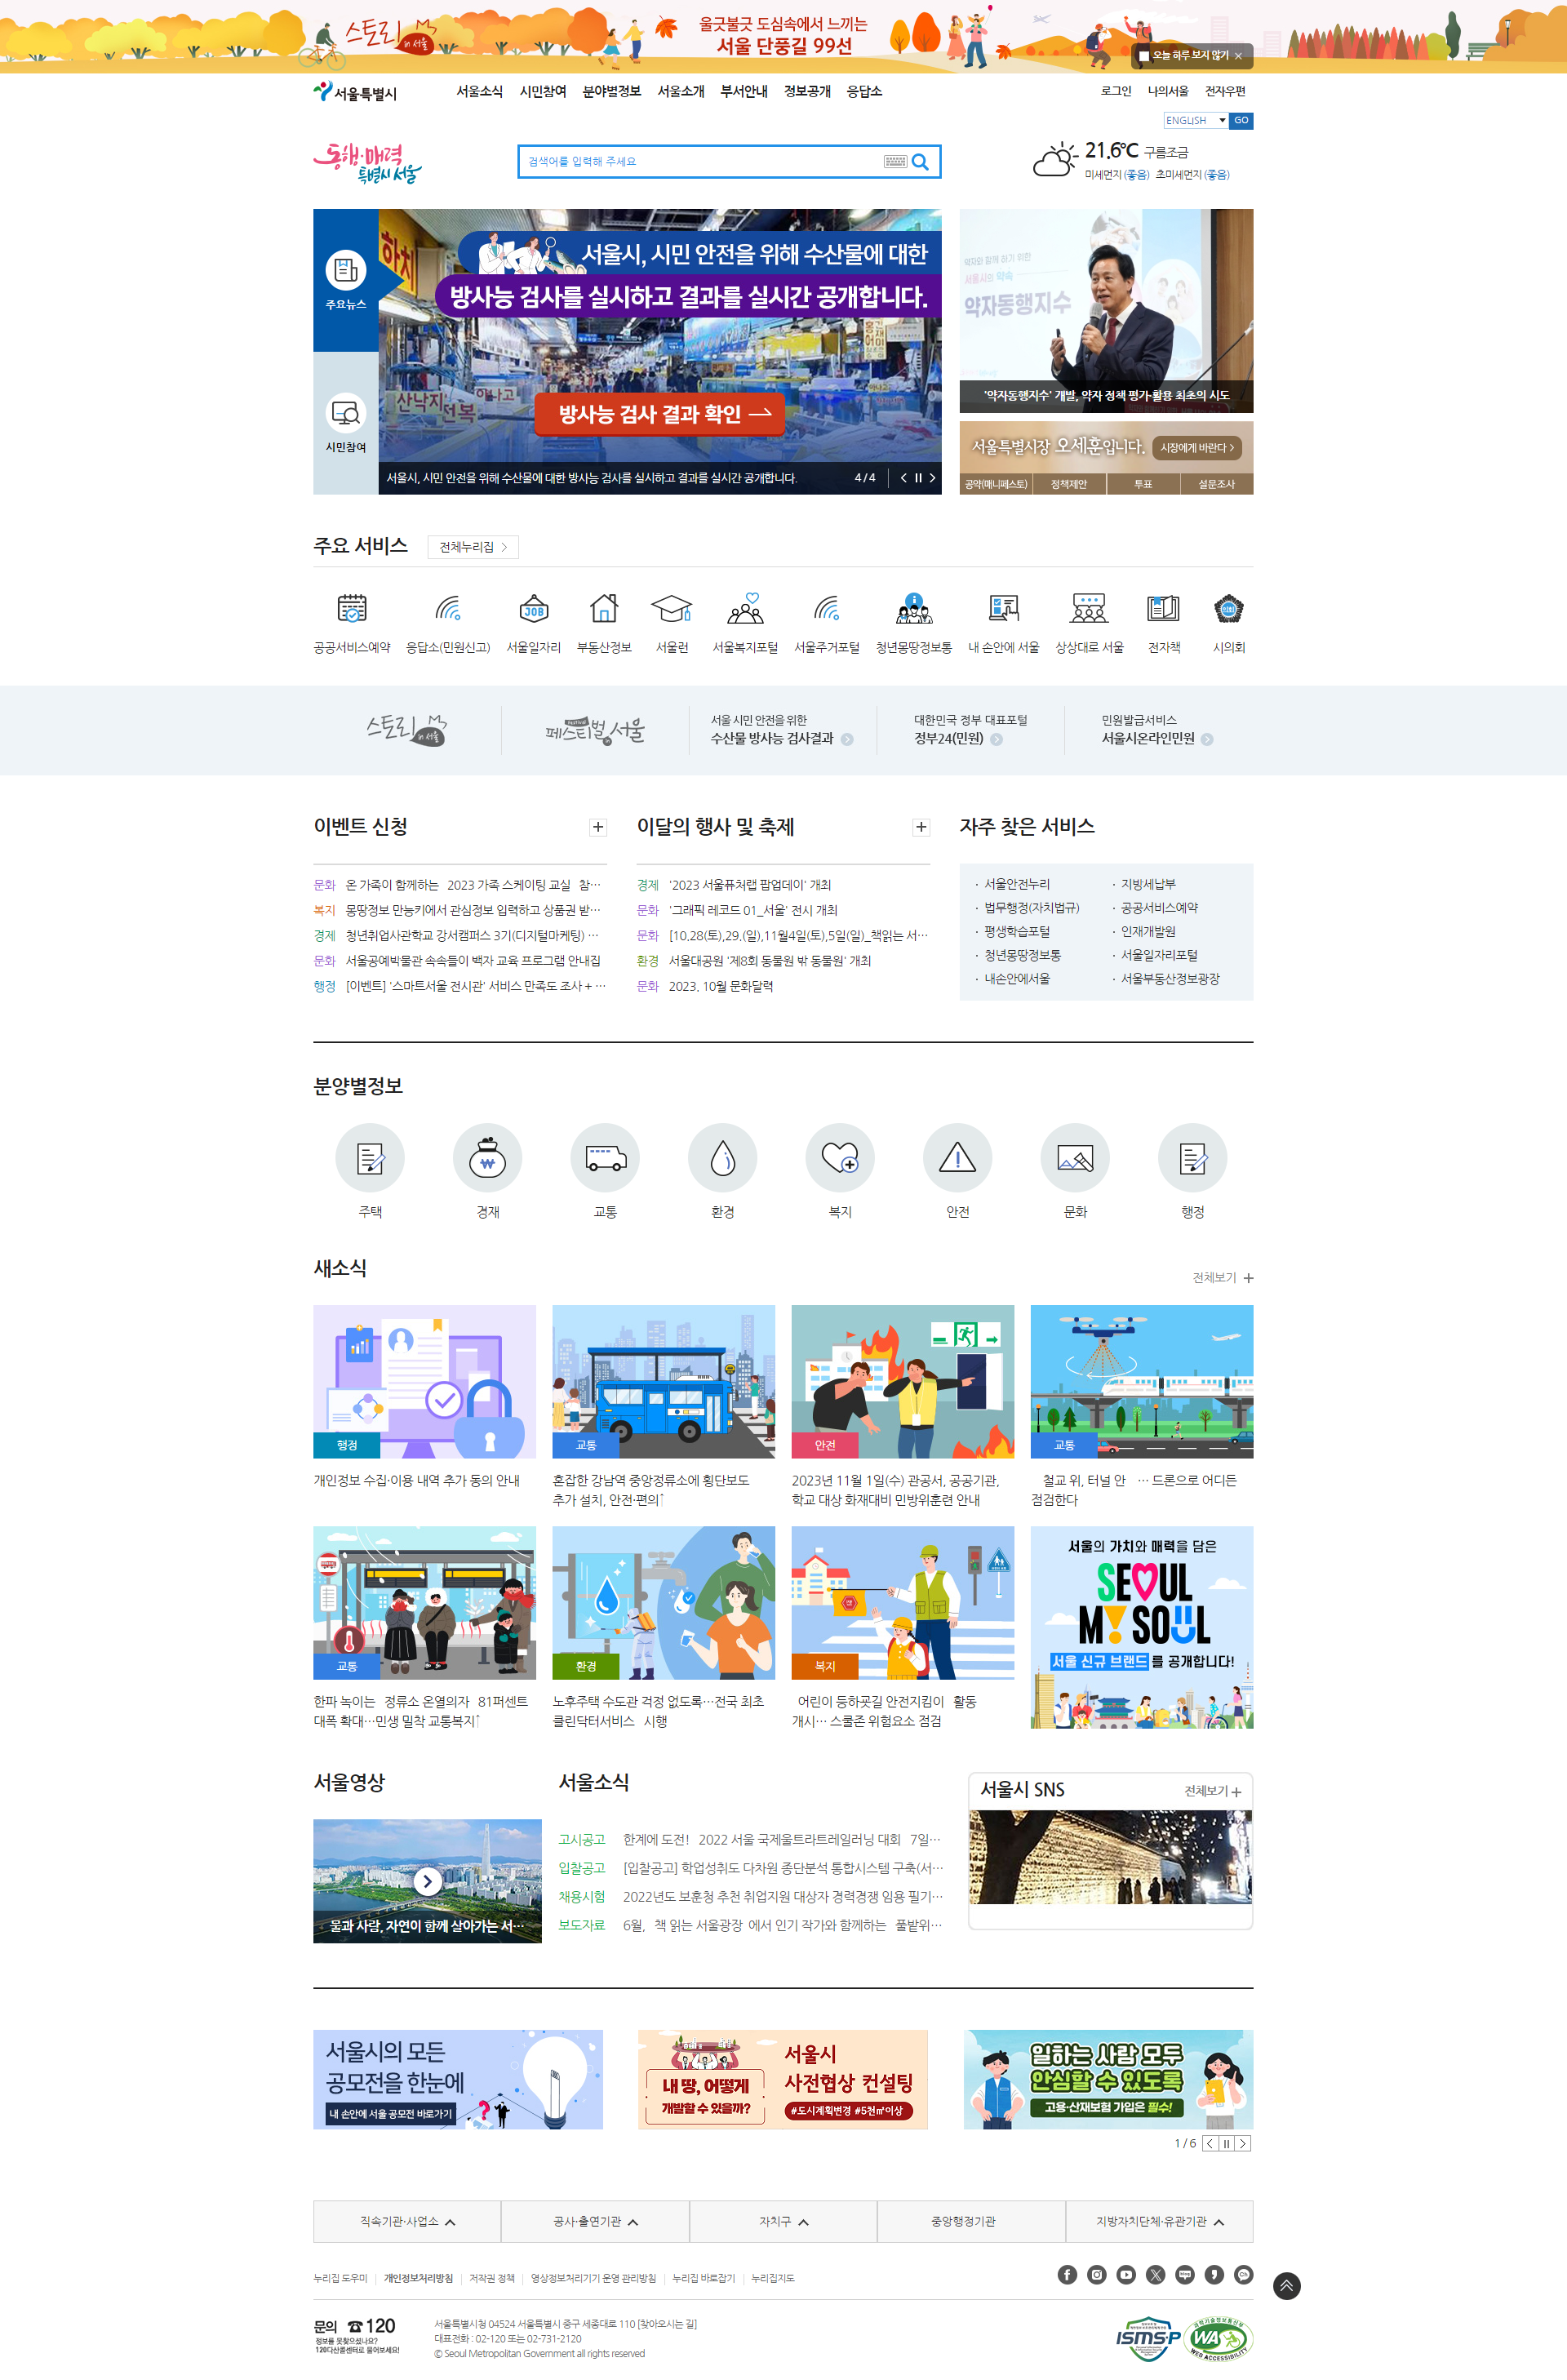 스토리 in 서울
울긋불긋 도심속에서 느끼는
서울 단풍길 99선
오늘 하루 보지 않기 ×
서울특별시
서울소식 시민참여 분야별정보 서울소개 부서안내 정보공개 응답소
로그인 나의서울 전자우편
ENGLISH GO
동행·매력
특별시 서울
검색어를 입력해 주세요
21.6℃ 구름조금
미세먼지 (좋음) 초미세먼지 (좋음)
주요뉴스
시민참여
하치
서울시, 시민 안전을 위해 수산물에 대한
방사능 검사를 실시하고 결과를 실시간 공개합니다.
산낙지 전복
방사능 검사 결과 확인 →
서울시, 시민 안전을 위해 수산물에 대한 방사능 검사를 실시하고 결과를 실시간 공개합니다.
4/4
약자와 함께 하기 위한
서울시의 약속
약자동행지수
'약자동행지수' 개발, 약자 정책 평가·활용 최초의 시도
서울특별시장 오세훈입니다. 시장에게 바란다 >
공약(매니페스토) 정책제안 투표 설문조사
주요 서비스 전체누리집 >
JOB
의회
공공서비스예약 응답소(민원신고) 서울일자리 부동산정보 서울런 서울복지포털 서울주거포털 청년몽땅정보통 내 손안에 서울 상상대로 서울 전자책 시의회
스토리 in 서울
Festival 페스티벌 in 서울
서울 시민 안전을 위한
수산물 방사능 검사결과
대한민국 정부 대표포털
정부24(민원)
민원발급서비스
서울시온라인민원
이벤트 신청
문화 온 가족이 함께하는 2023 가족 스케이팅 교실 참…
복지 몽땅정보 만능키에서 관심정보 입력하고 상품권 받…
경제 청년취업사관학교 강서캠퍼스 3기(디지털마케팅) …
문화 서울공예박물관 속속들이 백자 교육 프로그램 안내집
행정 [이벤트] '스마트서울 전시관' 서비스 만족도 조사 + …
이달의 행사 및 축제
경제 '2023 서울퓨처랩 팝업데이' 개최
문화 '그래픽 레코드 01_서울' 전시 개최
문화 [10.28(토),29.(일),11월4일(토),5일(일)_책읽는 서…
환경 서울대공원 '제8회 동물원 밖 동물원' 개최
문화 2023. 10월 문화달력
자주 찾은 서비스
· 서울안전누리 · 지방세납부
· 법무행정(자치법규) · 공공서비스예약
· 평생학습포털 · 인재개발원
· 청년몽땅정보통 · 서울일자리포털
· 내손안에서울 · 서울부동산정보광장
분양별정보
주택 경재 교통 환경 복지 안전 문화 행정
새소식
전체보기 +
행정
개인정보 수집·이용 내역 추가 동의 안내
교통
혼잡한 강남역 중앙정류소에 횡단보도
추가 설치, 안전·편의↑
안전
2023년 11월 1일(수) 관공서, 공공기관,
학교 대상 화재대비 민방위훈련 안내
교통
철교 위, 터널 안 … 드론으로 어디든
점검한다
교통
한파 녹이는 정류소 온열의자 81퍼센트
대폭 확대…민생 밀착 교통복지↑
환경
노후주택 수도관 걱정 없도록…전국 최초
클린닥터서비스 시행
복지
어린이 등하굣길 안전지킴이 활동
개시… 스쿨존 위험요소 점검
서울의 가치와 매력을 담은
SEOUL
MY SOUL
서울 신규 브랜드를 공개합니다!
서울영상
물과 사람, 자연이 함께 살아가는 서…
서울소식
고시공고 한계에 도전! 2022 서울 국제울트라트레일러닝 대회 7일…
입찰공고 [입찰공고] 학업성취도 다차원 종단분석 통합시스템 구축(서…
채용시험 2022년도 보훈청 추천 취업지원 대상자 경력경쟁 임용 필기…
보도자료 6월, 책 읽는 서울광장 에서 인기 작가와 함께하는 풀밭위…
서울시 SNS 전체보기 +
서울시의 모든
공모전을 한눈에
내 손안에 서울 공모전 바로가기
내 땅, 어떻게
개발할 수 있을까?
서울시
사전협상 컨설팅
#도시계획변경 #5천㎡이상
일하는 사람 모두
안심할 수 있도록
고용·산재보험 가입은 필수!
1 / 6
직속기관·사업소 공사·출연기관 자치구 중앙행정기관 지방자치단체·유관기관
누리집 도우미 개인정보처리방침 저작권 정책 영상정보처리기기 운영 관리방침 누리집 바로잡기 누리집지도
문의 ☎120
정보를 못찾으셨나요?
120다산콜센터로 물어보세요!
서울특별시청 04524 서울특별시 중구 세종대로 110 [찾아오시는 길]
대표전화 : 02-120 또는 02-731-2120
ⓒ Seoul Metropolitan Government all rights reserved
ISMS-P
WA
WEB ACCESSIBILITY